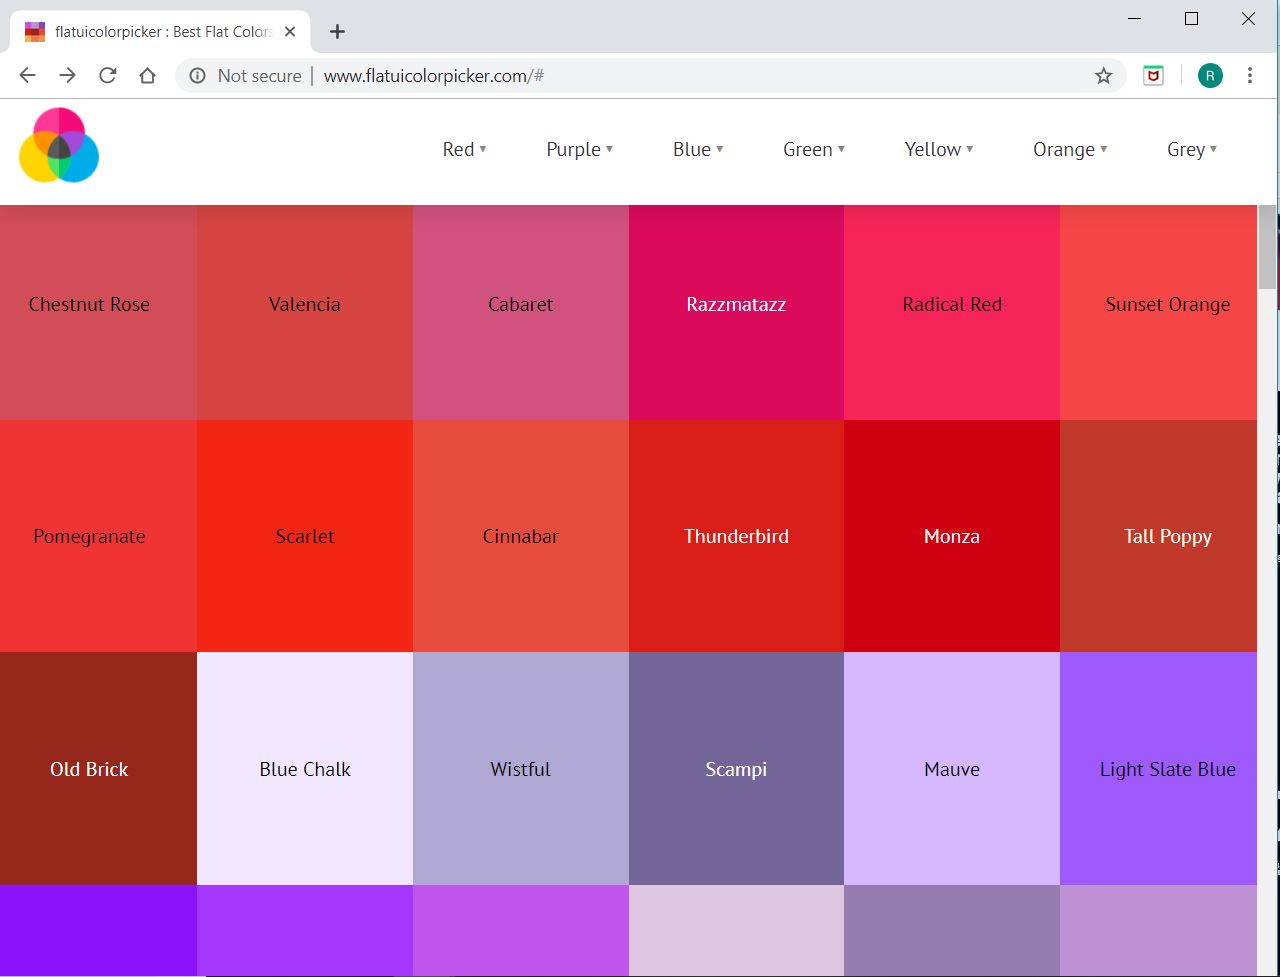 flatuicolorpicker : Best Flat Colors
Not secure | www.flatuicolorpicker.com/#
R
Red ▾ Purple ▾ Blue ▾ Green ▾ Yellow ▾ Orange ▾ Grey ▾
Chestnut Rose Valencia Cabaret Razzmatazz Radical Red Sunset Orange
Pomegranate Scarlet Cinnabar Thunderbird Monza Tall Poppy
Old Brick Blue Chalk Wistful Scampi Mauve Light Slate Blue